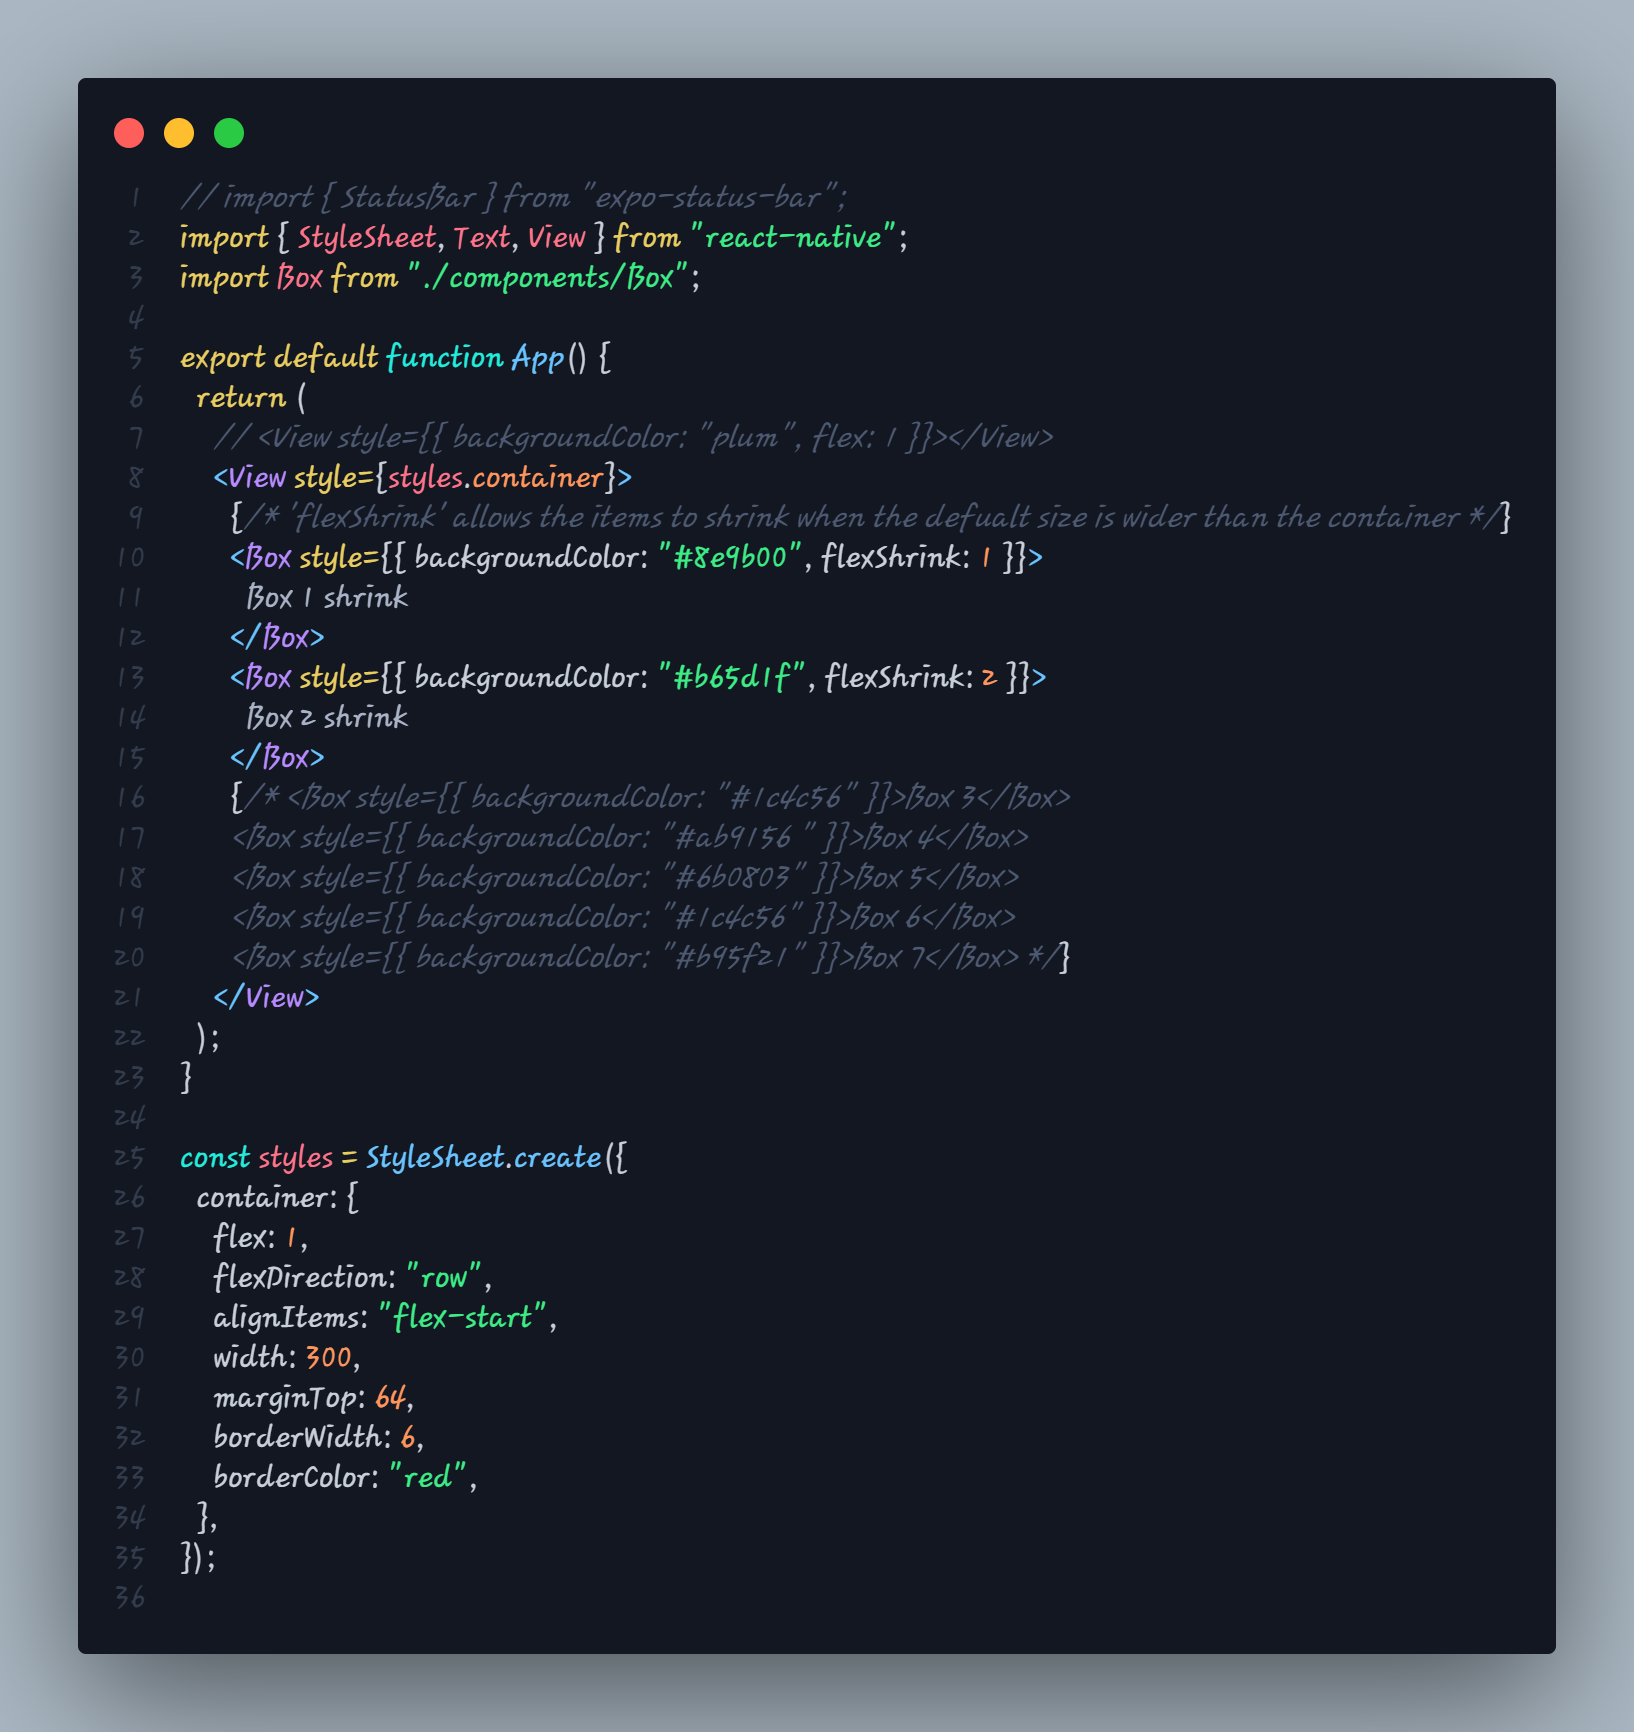 1 // import { StatusBar } from "expo-status-bar";
2 import { StyleSheet, Text, View } from "react-native";
3 import Box from "./components/Box";
4
5 export default function App() {
6   return (
7     // <View style={{ backgroundColor: "plum", flex: 1 }}></View>
8     <View style={styles.container}>
9       {/* 'flexShrink' allows the items to shrink when the defualt size is wider than the container */}
10       <Box style={{ backgroundColor: "#8e9b00", flexShrink: 1 }}>
11         Box 1 shrink
12       </Box>
13       <Box style={{ backgroundColor: "#b65d1f", flexShrink: 2 }}>
14         Box 2 shrink
15       </Box>
16       {/* <Box style={{ backgroundColor: "#1c4c56" }}>Box 3</Box>
17       <Box style={{ backgroundColor: "#ab9156 " }}>Box 4</Box>
18       <Box style={{ backgroundColor: "#6b0803" }}>Box 5</Box>
19       <Box style={{ backgroundColor: "#1c4c56" }}>Box 6</Box>
20       <Box style={{ backgroundColor: "#b95f21" }}>Box 7</Box> */}
21     </View>
22   );
23 }
24
25 const styles = StyleSheet.create({
26   container: {
27     flex: 1,
28     flexDirection: "row",
29     alignItems: "flex-start",
30     width: 300,
31     marginTop: 64,
32     borderWidth: 6,
33     borderColor: "red",
34   },
35 });
36